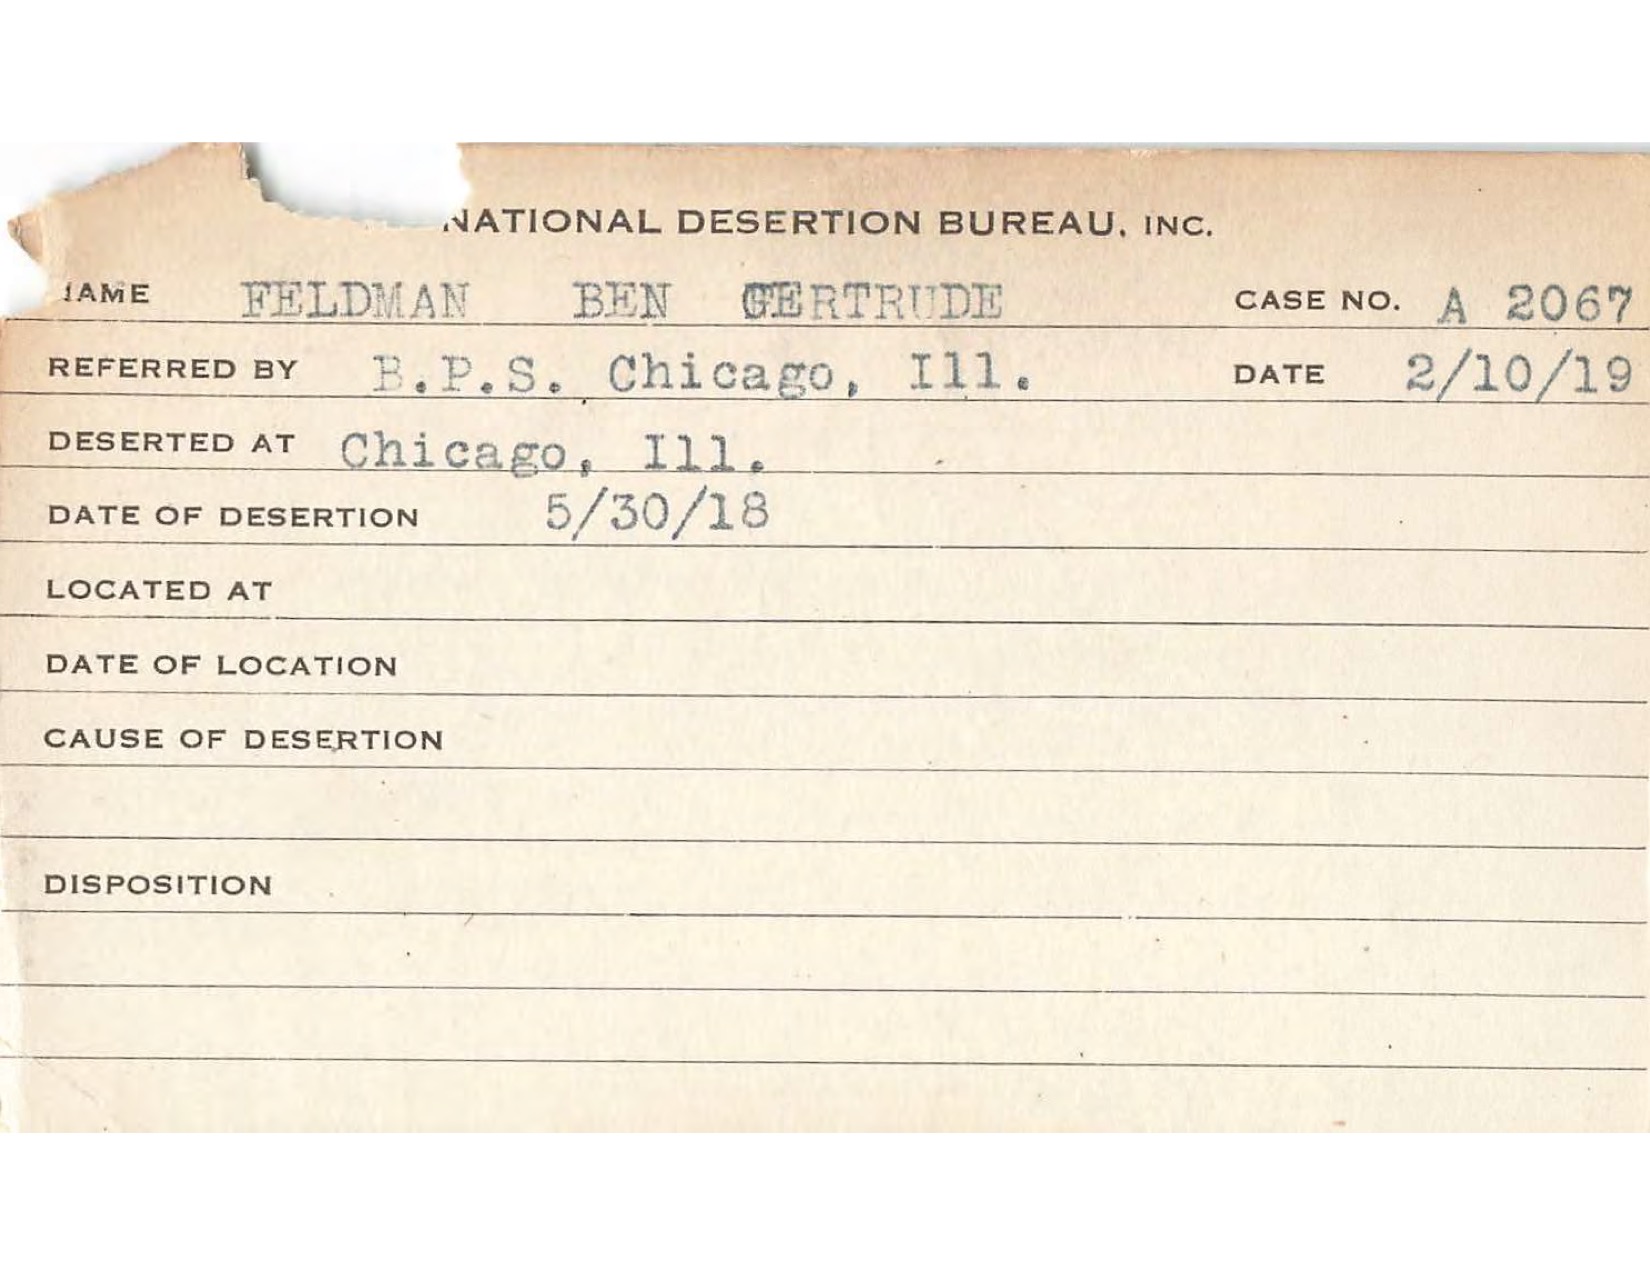 NATIONAL DESERTION BUREAU, INC.
NAME FELDMAN BEN GERTRUDE CASE NO. A 2067
REFERRED BY B.P.S. Chicago, Ill. DATE 2/10/19
DESERTED AT Chicago, Ill.
DATE OF DESERTION 5/30/18
LOCATED AT
DATE OF LOCATION
CAUSE OF DESERTION
DISPOSITION